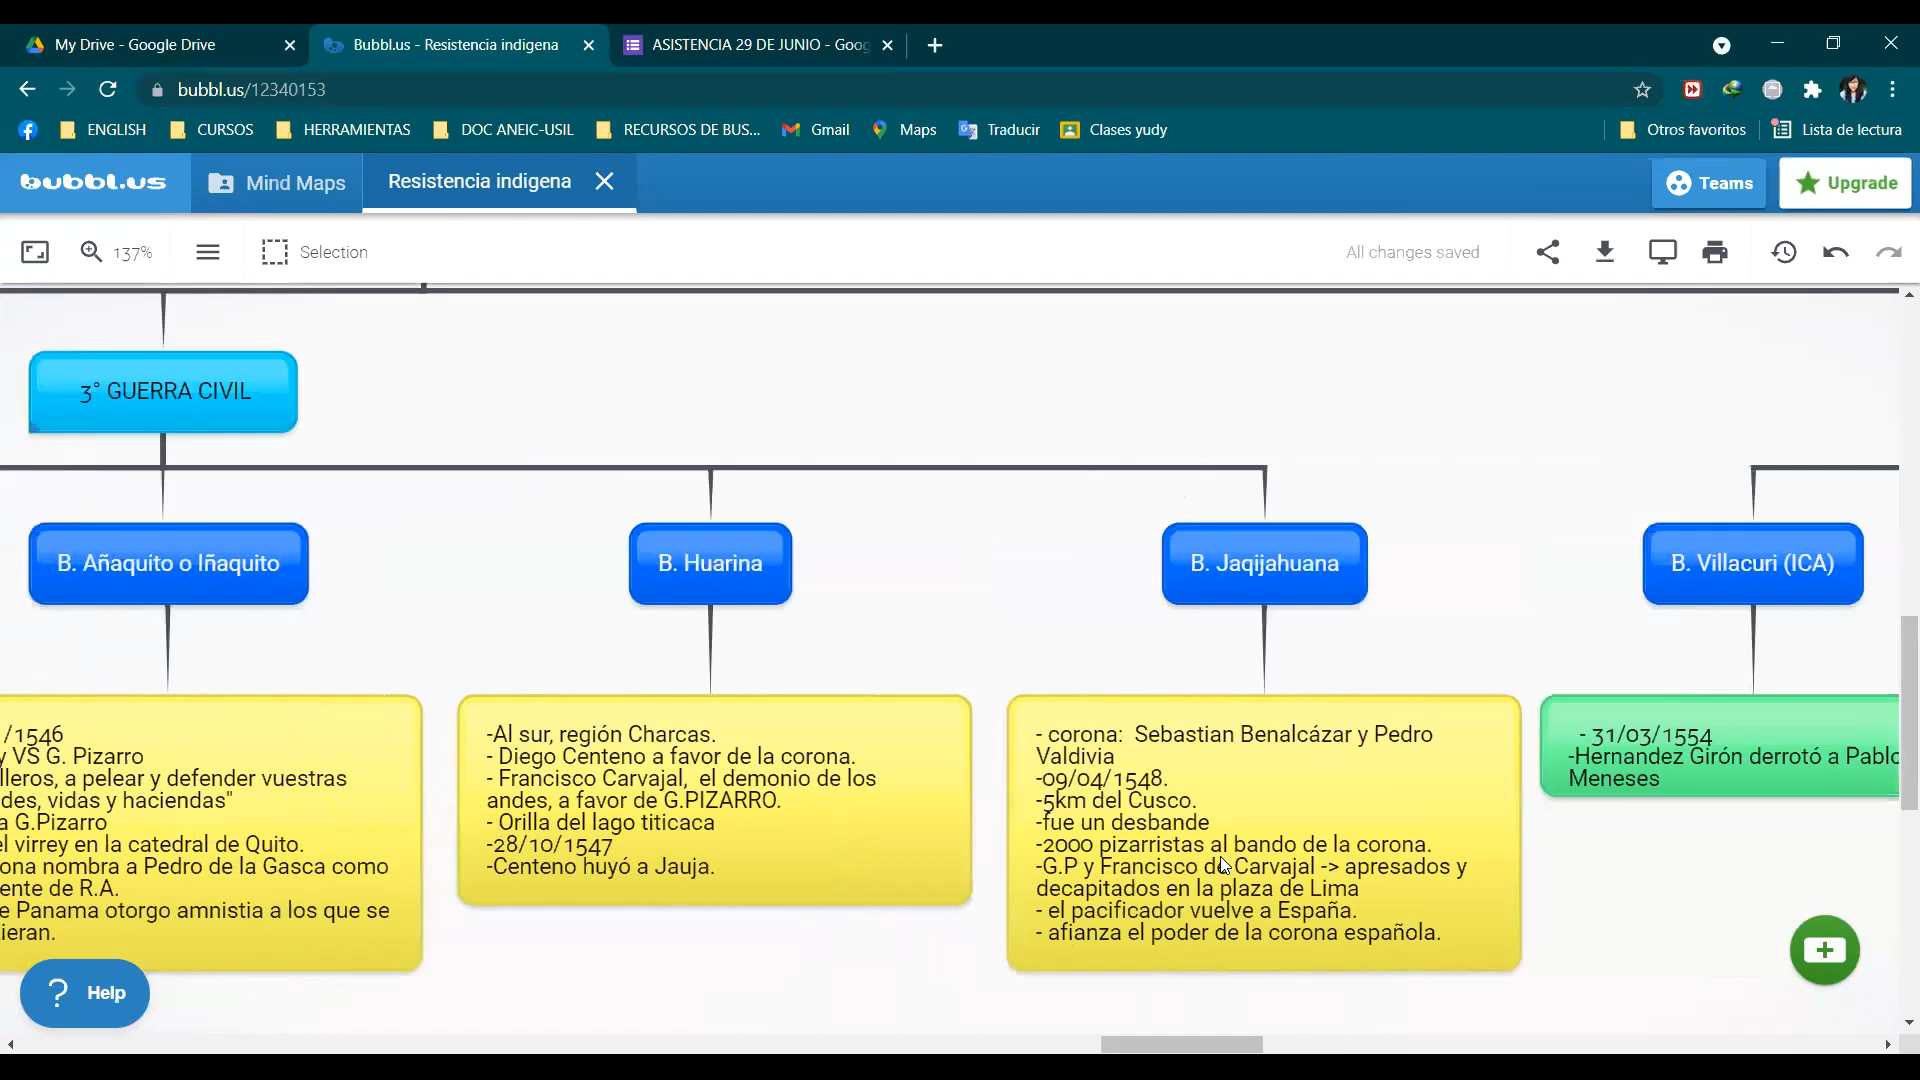 My Drive - Google Drive
Bubbl.us - Resistencia indigena
ASISTENCIA 29 DE JUNIO - Goog
bubbl.us/12340153
ENGLISH
CURSOS
HERRAMIENTAS
DOC ANEIC-USIL
RECURSOS DE BUS...
Gmail
Maps
Traducir
Clases yudy
Otros favoritos
Lista de lectura
bubbl.us
Mind Maps
Resistencia indigena
Teams
Upgrade
137%
Selection
All changes saved
3° GUERRA CIVIL
B. Añaquito o Iñaquito
B. Huarina
B. Jaqijahuana
B. Villacuri (ICA)
/1546
y VS G. Pizarro
lleros, a pelear y defender vuestras
des, vidas y haciendas"
a G.Pizarro
el virrey en la catedral de Quito.
ona nombra a Pedro de la Gasca como
ente de R.A.
e Panama otorgo amnistia a los que se
ieran.
-Al sur, región Charcas.
- Diego Centeno a favor de la corona.
- Francisco Carvajal, el demonio de los
andes, a favor de G.PIZARRO.
- Orilla del lago titicaca
-28/10/1547
-Centeno huyó a Jauja.
- corona: Sebastian Benalcázar y Pedro
Valdivia
-09/04/1548.
-5km del Cusco.
-fue un desbande
-2000 pizarristas al bando de la corona.
-G.P y Francisco de Carvajal -> apresados y
decapitados en la plaza de Lima
- el pacificador vuelve a España.
- afianza el poder de la corona española.
- 31/03/1554
-Hernandez Girón derrotó a Pablo
Meneses
? Help